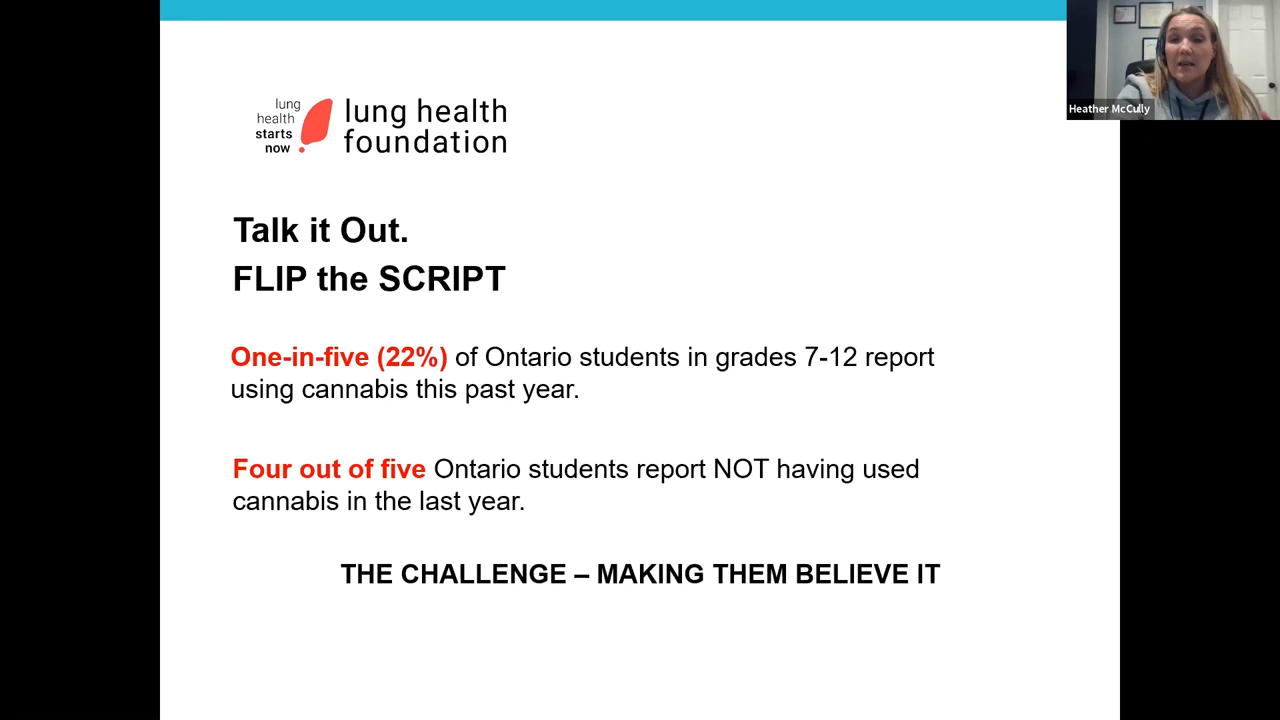 lung
health
starts
now
lung health
foundation
Heather McCully
Talk it Out.
FLIP the SCRIPT
One-in-five (22%) of Ontario students in grades 7-12 report
using cannabis this past year.
Four out of five Ontario students report NOT having used
cannabis in the last year.
THE CHALLENGE – MAKING THEM BELIEVE IT